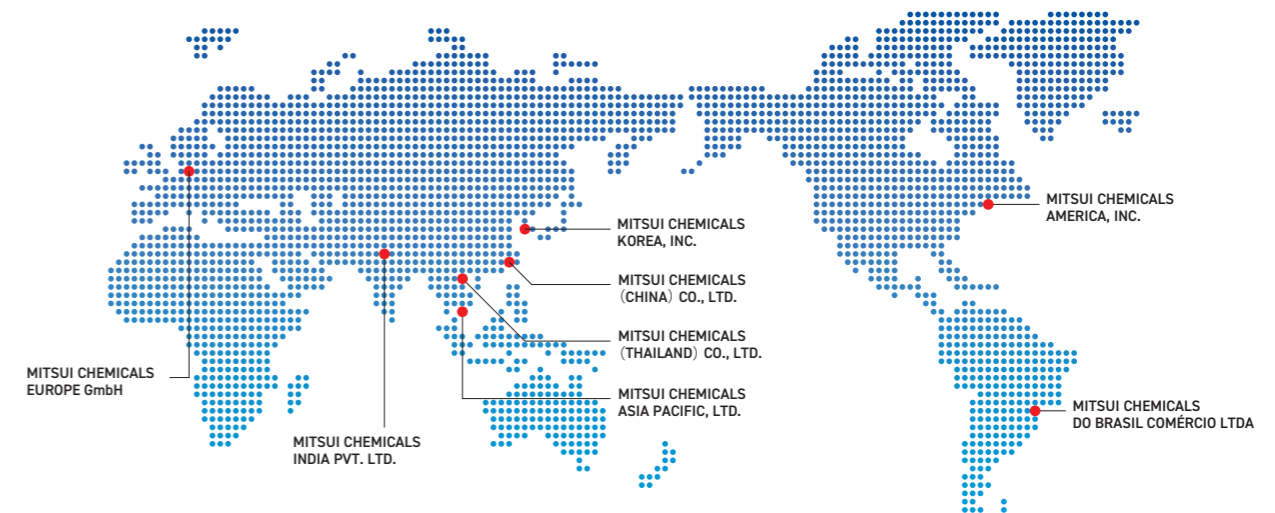 MITSUI CHEMICALS
EUROPE GmbH
MITSUI CHEMICALS
INDIA PVT. LTD.
MITSUI CHEMICALS
KOREA, INC.
MITSUI CHEMICALS
（CHINA）CO., LTD.
MITSUI CHEMICALS
（THAILAND）CO., LTD.
MITSUI CHEMICALS
ASIA PACIFIC, LTD.
MITSUI CHEMICALS
AMERICA, INC.
MITSUI CHEMICALS
DO BRASIL COMÉRCIO LTDA